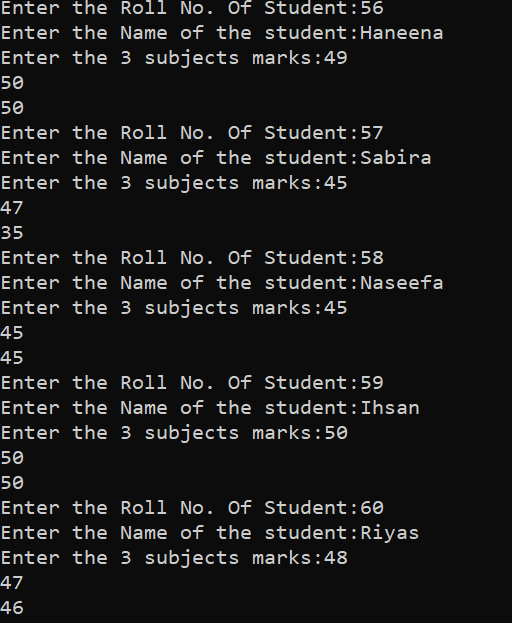 Enter the Roll No. Of Student:56
Enter the Name of the student:Haneena
Enter the 3 subjects marks:49
50
50
Enter the Roll No. Of Student:57
Enter the Name of the student:Sabira
Enter the 3 subjects marks:45
47
35
Enter the Roll No. Of Student:58
Enter the Name of the student:Naseefa
Enter the 3 subjects marks:45
45
45
Enter the Roll No. Of Student:59
Enter the Name of the student:Ihsan
Enter the 3 subjects marks:50
50
50
Enter the Roll No. Of Student:60
Enter the Name of the student:Riyas
Enter the 3 subjects marks:48
47
46